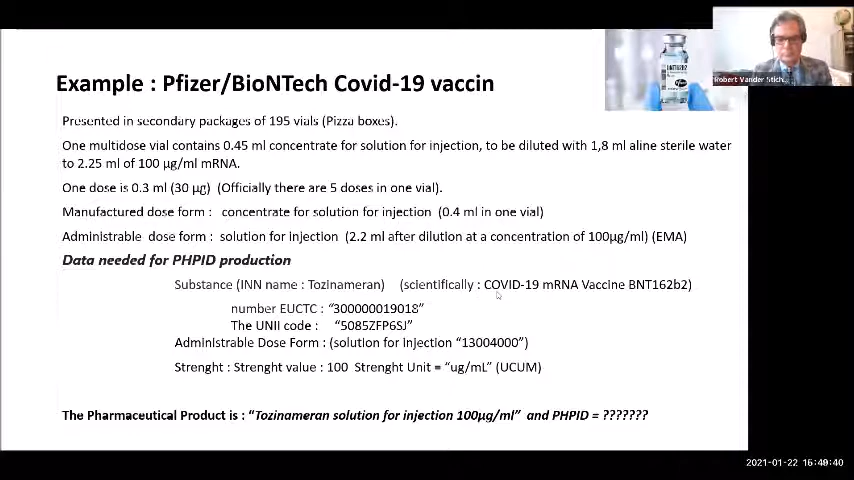 Example : Pfizer/BioNTech Covid-19 vaccin
BNT162b2
Pfizer
Robert Vander Stich...
Presented in secondary packages of 195 vials (Pizza boxes).
One multidose vial contains 0.45 ml concentrate for solution for injection, to be diluted with 1,8 ml aline sterile water
to 2.25 ml of 100 µg/ml mRNA.
One dose is 0.3 ml (30 µg)  (Officially there are 5 doses in one vial).
Manufactured dose form :   concentrate for solution for injection  (0.4 ml in one vial)
Administrable  dose form :  solution for injection  (2.2 ml after dilution at a concentration of 100µg/ml) (EMA)
Data needed for PHPID production
Substance (INN name : Tozinameran)    (scientifically : COVID-19 mRNA Vaccine BNT162b2)
number EUCTC : “300000019018”
The UNII code :    “5085ZFP6SJ”
Administrable Dose Form : (solution for injection “13004000”)
Strenght : Strenght value : 100  Strenght Unit = “ug/mL” (UCUM)
The Pharmaceutical Product is : “Tozinameran solution for injection 100µg/ml”  and PHPID = ???????
2021-01-22 16:49:40